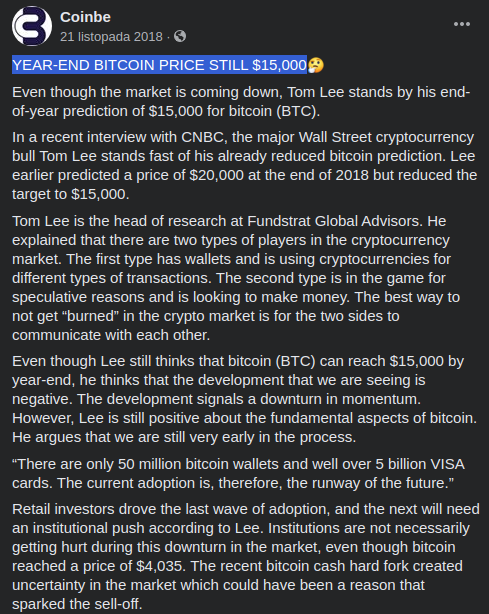 Coinbe
21 listopada 2018 ·
YEAR-END BITCOIN PRICE STILL $15,000🤔
Even though the market is coming down, Tom Lee stands by his end-
of-year prediction of $15,000 for bitcoin (BTC).
In a recent interview with CNBC, the major Wall Street cryptocurrency
bull Tom Lee stands fast of his already reduced bitcoin prediction. Lee
earlier predicted a price of $20,000 at the end of 2018 but reduced the
target to $15,000.
Tom Lee is the head of research at Fundstrat Global Advisors. He
explained that there are two types of players in the cryptocurrency
market. The first type has wallets and is using cryptocurrencies for
different types of transactions. The second type is in the game for
speculative reasons and is looking to make money. The best way to
not get “burned” in the crypto market is for the two sides to
communicate with each other.
Even though Lee still thinks that bitcoin (BTC) can reach $15,000 by
year-end, he thinks that the development that we are seeing is
negative. The development signals a downturn in momentum.
However, Lee is still positive about the fundamental aspects of bitcoin.
He argues that we are still very early in the process.
“There are only 50 million bitcoin wallets and well over 5 billion VISA
cards. The current adoption is, therefore, the runway of the future.”
Retail investors drove the last wave of adoption, and the next will need
an institutional push according to Lee. Institutions are not necessarily
getting hurt during this downturn in the market, even though bitcoin
reached a price of $4,035. The recent bitcoin cash hard fork created
uncertainty in the market which could have been a reason that
sparked the sell-off.